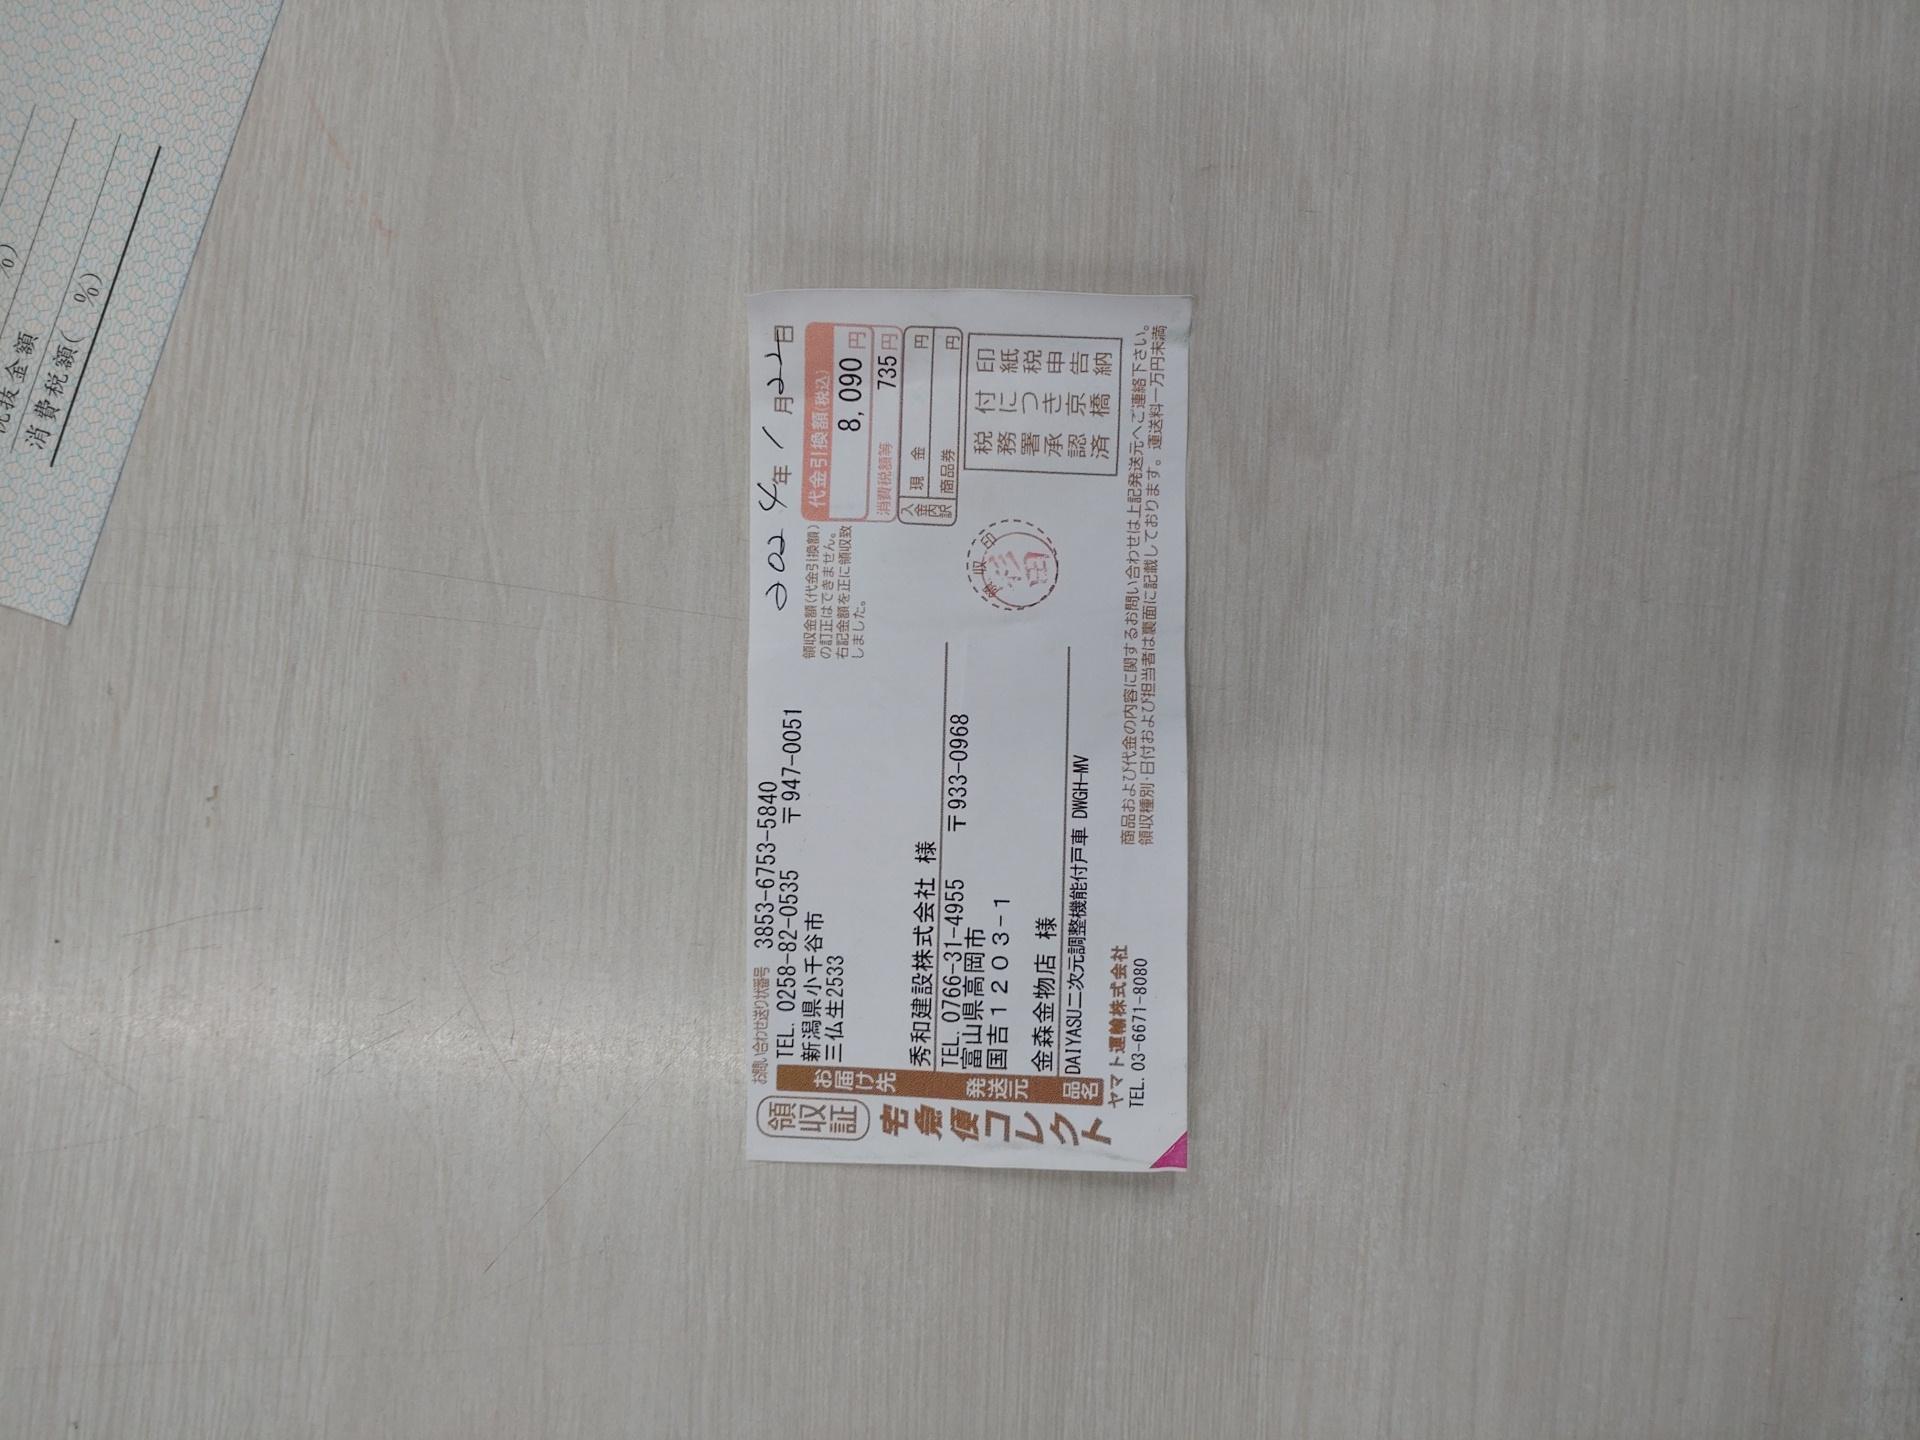 領収証
宅急便コレクト
お問い合わせ送り状番号 3853-6753-5840
お届け先
TEL. 0258-82-0535 〒947-0051
新潟県小千谷市
三仏生2533
秀和建設株式会社 様
発送元
TEL. 0766-31-4955 〒933-0968
富山県高岡市
国吉1203-1
金森金物店 様
品名
DAIYASU二次元調整機能付戸車 DWGH-MV
ヤマト運輸株式会社
TEL. 03-6671-8080
2024年1月22日
領収金額(代金引換額)
の訂正はできません。
右記金額を正に領収致
しました。
代金引換額(税込)
8,090 円
消費税額等 735 円
入金内訳
現金 円
商品券 円
領収印
印紙税申告納
付につき京橋
税務署承認済
商品および代金の内容に関するお問い合わせは上記発送元へご連絡下さい。
領収種別・日付および担当者は裏面に記載しております。運送料一万円未満
税抜金額
消費税額( %)
%)